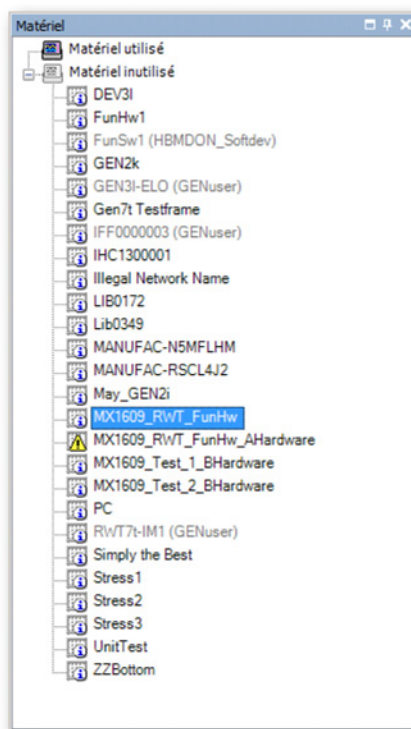 Matériel
Matériel utilisé
Matériel inutilisé
DEV3I
FunHw1
FunSw1 (HBMDON_Softdev)
GEN2k
GEN3I-ELO (GENuser)
Gen7t Testframe
IFF0000003 (GENuser)
IHC1300001
Illegal Network Name
LIB0172
Lib0349
MANUFAC-N5MFLHM
MANUFAC-RSCL4J2
May_GEN2i
MX1609_RWT_FunHw
MX1609_RWT_FunHw_AHardware
MX1609_Test_1_BHardware
MX1609_Test_2_BHardware
PC
RWT7t-IM1 (GENuser)
Simply the Best
Stress1
Stress2
Stress3
UnitTest
ZZBottom